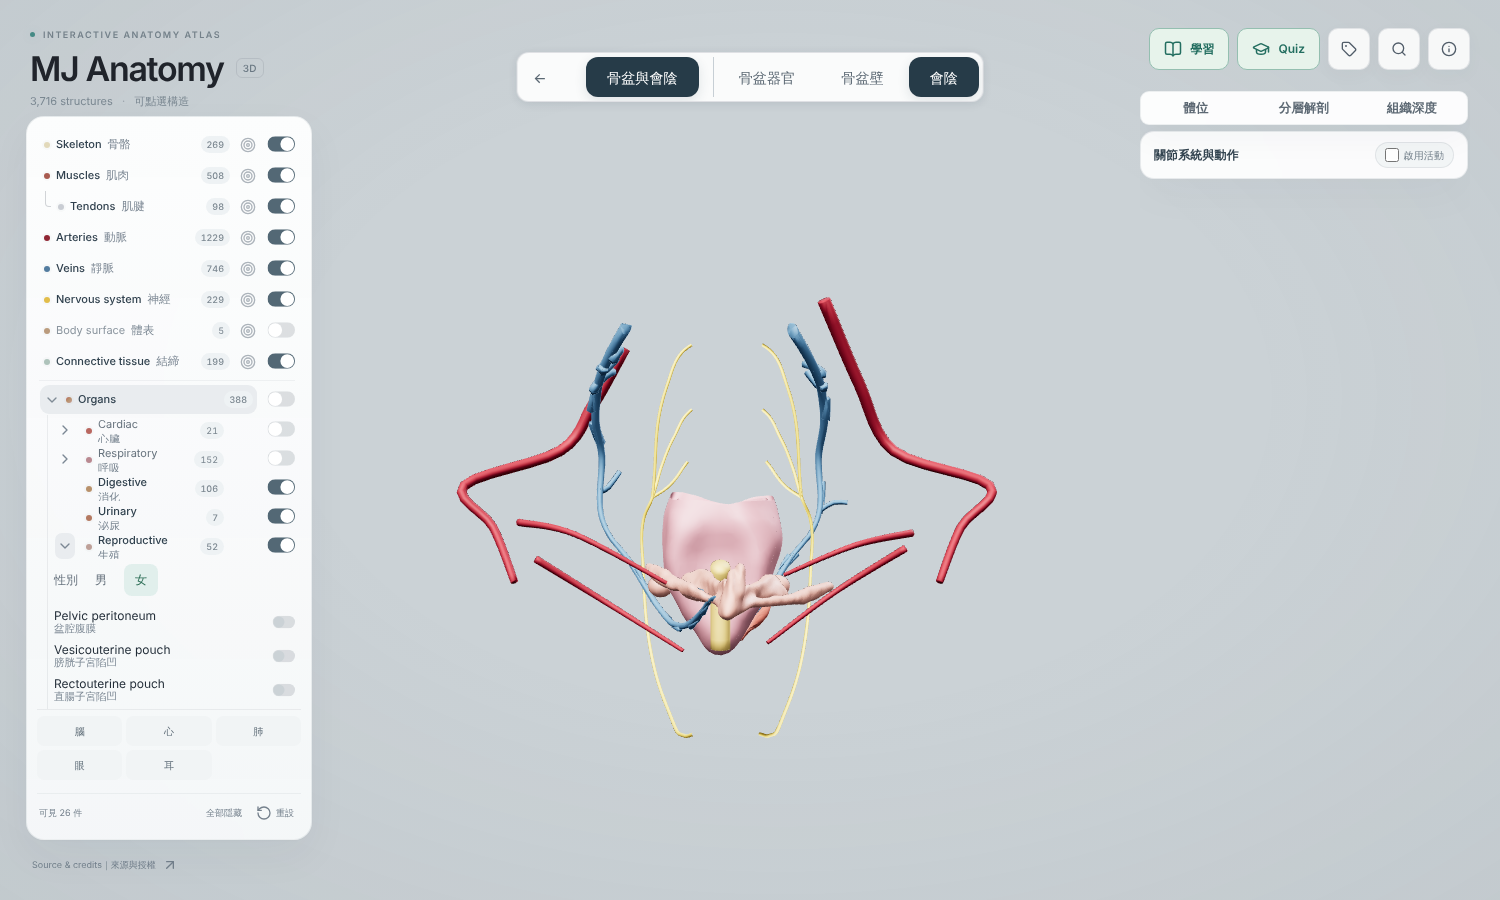 INTERACTIVE ANATOMY ATLAS
MJ Anatomy 3D
3,716 structures · 可點選構造
Skeleton 骨骼 269
Muscles 肌肉 508
Tendons 肌腱 98
Arteries 動脈 1229
Veins 靜脈 746
Nervous system 神經 229
Body surface 體表 5
Connective tissue 結締 199
Organs 388
Cardiac 21
心臟
Respiratory 152
呼吸
Digestive 106
消化
Urinary 7
泌尿
Reproductive 52
生殖
性別 男 女
Pelvic peritoneum
盆腔腹膜
Vesicouterine pouch
膀胱子宮陷凹
Rectouterine pouch
直腸子宮陷凹
腦 心 肺
眼 耳
可見 26 件 全部隱藏 重設
Source & credits | 來源與授權
← 骨盆與會陰 骨盆器官 骨盆壁 會陰
學習 Quiz
體位 分層解剖 組織深度
關節系統與動作 啟用活動